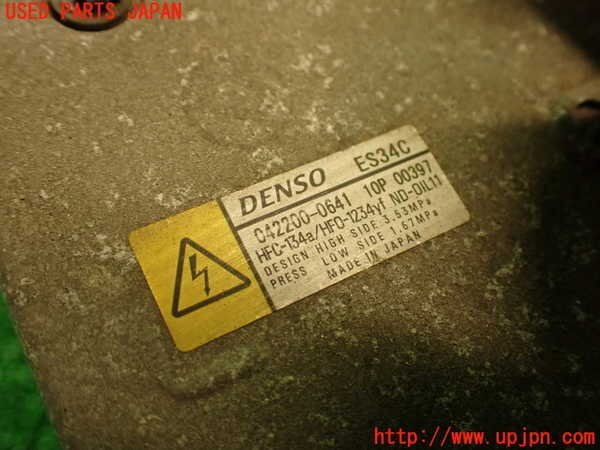 USED PARTS JAPAN
DENSO ES34C
042200-0641 10P 00397
HFC-134a/HFO-1234yf ND-OIL11
DESIGN HIGH SIDE 3.53MPa
PRESS LOW SIDE 1.67MPa
MADE IN JAPAN
http://www.upjpn.com/